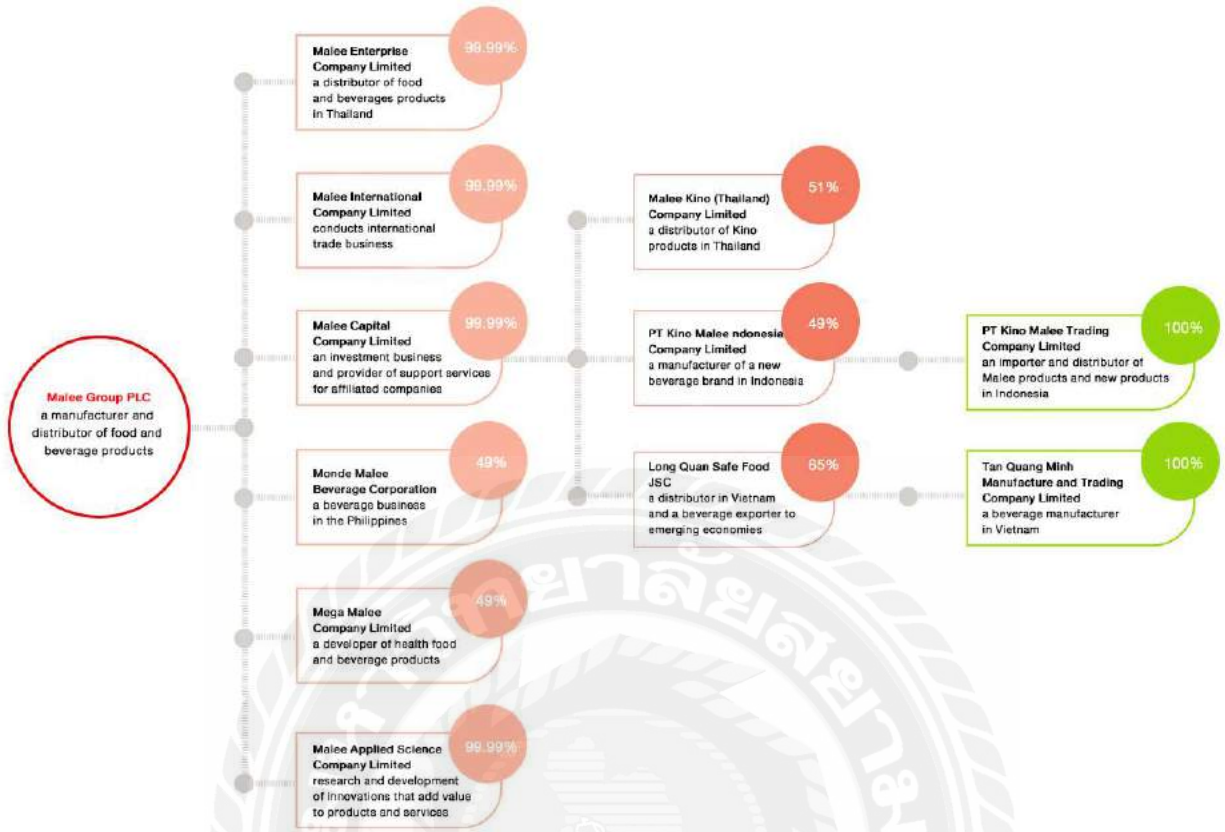 Malee Group PLC
a manufacturer and
distributor of food and
beverage products
Malee Enterprise
Company Limited
a distributor of food
and beverages products
in Thailand
99.99%
Malee International
Company Limited
conducts international
trade business
99.99%
Malee Capital
Company Limited
an investment business
and provider of support services
for affiliated companies
99.99%
Monde Malee
Beverage Corporation
a beverage business
in the Philippines
49%
Mega Malee
Company Limited
a developer of health food
and beverage products
49%
Malee Applied Science
Company Limited
research and development
of innovations that add value
to products and services
99.99%
Malee Kino (Thailand)
Company Limited
a distributor of Kino
products in Thailand
51%
PT Kino Malee ndonesia
Company Limited
a manufacturer of a new
beverage brand in Indonesia
49%
Long Quan Safe Food
JSC
a distributor in Vietnam
and a beverage exporter to
emerging economies
65%
PT Kino Malee Trading
Company Limited
an importer and distributor of
Malee products and new products
in Indonesia
100%
Tan Quang Minh
Manufacture and Trading
Company Limited
a beverage manufacturer
in Vietnam
100%